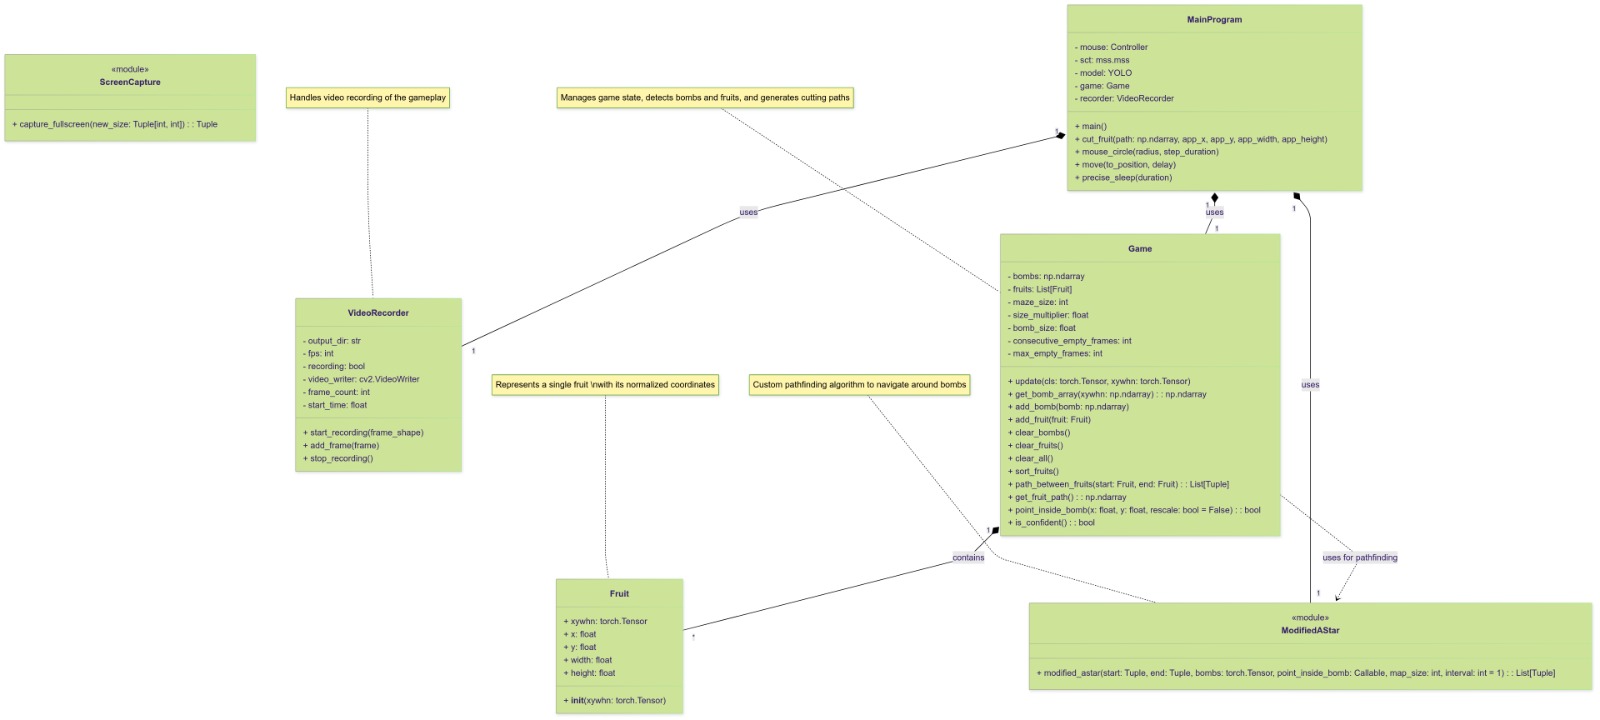 MainProgram
- mouse: Controller
- sct: mss.mss
- model: YOLO
- game: Game
- recorder: VideoRecorder
+ main()
+ cut_fruit(path: np.ndarray, app_x, app_y, app_width, app_height)
+ mouse_circle(radius, step_duration)
+ move(to_position, delay)
+ precise_sleep(duration)
«module»
ScreenCapture
+ capture_fullscreen(new_size: Tuple[int, int]) : : Tuple
Handles video recording of the gameplay
Manages game state, detects bombs and fruits, and generates cutting paths
1
uses
1
1
uses
1
1
uses
1
Game
- bombs: np.ndarray
- fruits: List[Fruit]
- maze_size: int
- size_multiplier: float
- bomb_size: float
- consecutive_empty_frames: int
- max_empty_frames: int
+ update(cls: torch.Tensor, xywhn: torch.Tensor)
+ get_bomb_array(xywhn: np.ndarray) : : np.ndarray
+ add_bomb(bomb: np.ndarray)
+ add_fruit(fruit: Fruit)
+ clear_bombs()
+ clear_fruits()
+ clear_all()
+ sort_fruits()
+ path_between_fruits(start: Fruit, end: Fruit) : : List[Tuple]
+ get_fruit_path() : : np.ndarray
+ point_inside_bomb(x: float, y: float, rescale: bool = False) : : bool
+ is_confident() : : bool
VideoRecorder
- output_dir: str
- fps: int
- recording: bool
- video_writer: cv2.VideoWriter
- frame_count: int
- start_time: float
+ start_recording(frame_shape)
+ add_frame(frame)
+ stop_recording()
Represents a single fruit \nwith its normalized coordinates
Custom pathfinding algorithm to navigate around bombs
1
contains
*
uses for pathfinding
Fruit
+ xywhn: torch.Tensor
+ x: float
+ y: float
+ width: float
+ height: float
+ init(xywhn: torch.Tensor)
«module»
ModifiedAStar
+ modified_astar(start: Tuple, end: Tuple, bombs: torch.Tensor, point_inside_bomb: Callable, map_size: int, interval: int = 1) : : List[Tuple]